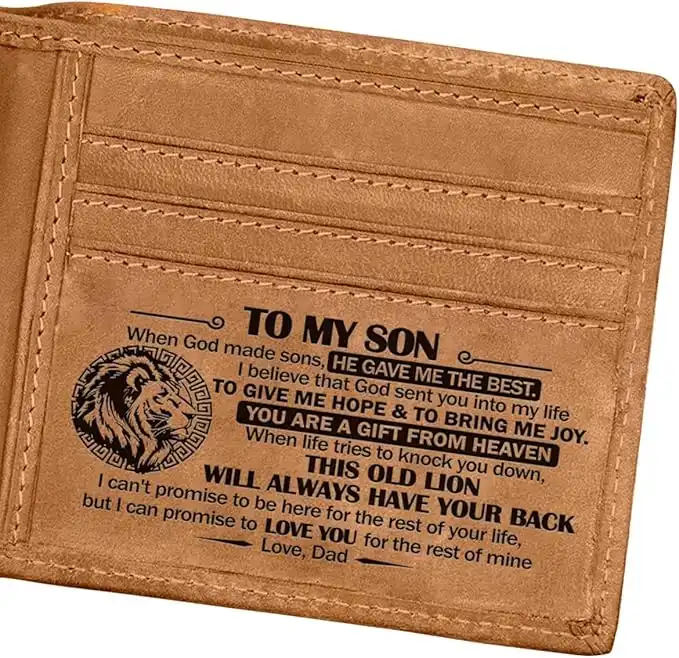 TO MY SON
When God made sons, HE GAVE ME THE BEST.
I believe that God sent you into my life
TO GIVE ME HOPE & TO BRING ME JOY.
YOU ARE A GIFT FROM HEAVEN
When life tries to knock you down,
THIS OLD LION
WILL ALWAYS HAVE YOUR BACK
I can't promise to be here for the rest of your life,
but I can promise to LOVE YOU for the rest of mine
Love, Dad